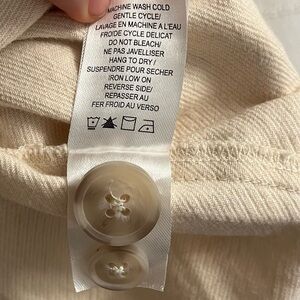 MACHINE WASH COLD
GENTLE CYCLE/
LAVAGE EN MACHINE A L'EAU
FROIDE CYCLE DELICAT
DO NOT BLEACH/
NE PAS JAVELLISER
HANG TO DRY/
SUSPENDRE POUR SECHER
IRON LOW ON
REVERSE SIDE/
REPASSER AU
FER FROID AU VERSO